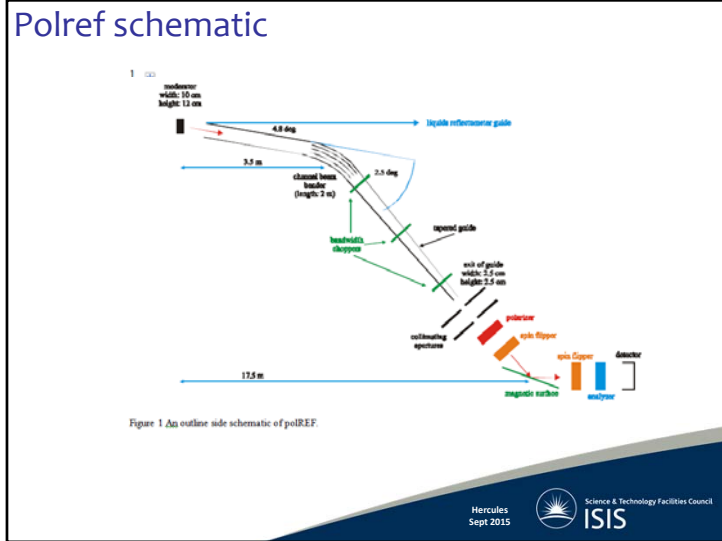 Polref schematic
1
moderator
width: 10 cm
height: 12 cm
4.8 deg
liquids reflectometer guide
3.5 m
channel beam
bender
(length: 2 m)
2.5 deg
bandwidth
choppers
tapered guide
exit of guide
width: 2.5 cm
height: 2.5 cm
collimating
apertures
polarizer
spin flipper
spin flipper
detector
17.5 m
magnetic surface
analyser
Figure 1 An outline side schematic of polREF.
Hercules
Sept 2015
Science & Technology Facilities Council
ISIS